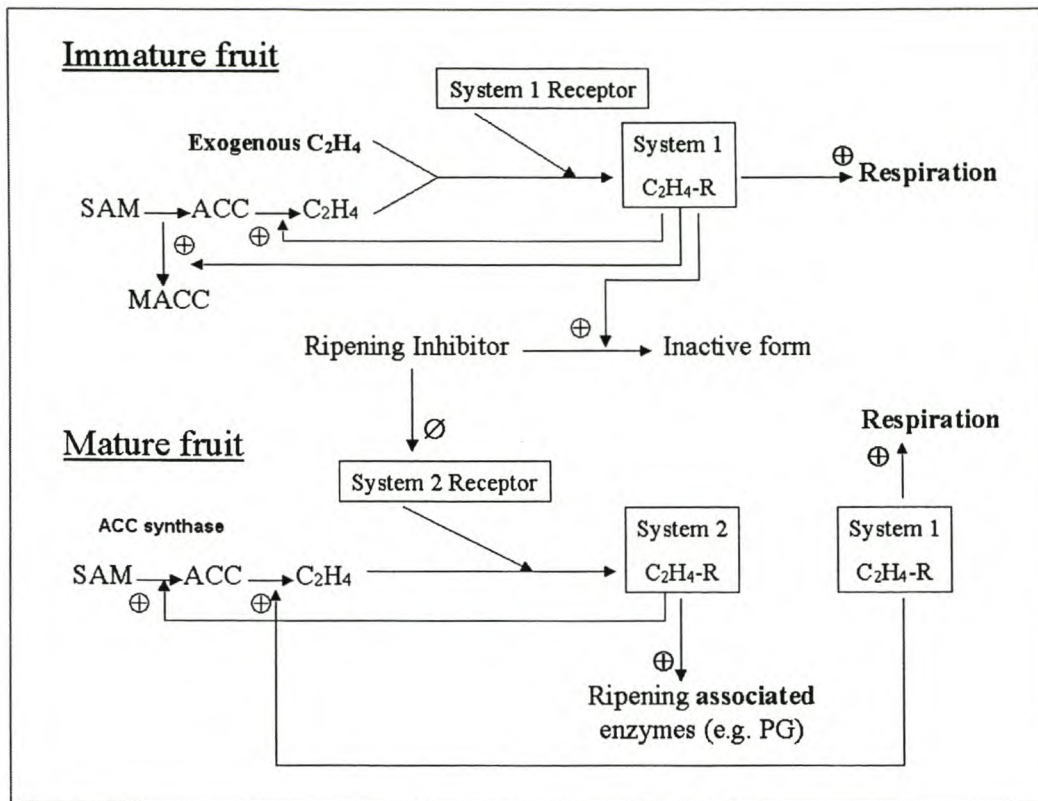 Immature fruit
System 1 Receptor
Exogenous C₂H₄
System 1
C₂H₄-R
⊕
Respiration
SAM ACC C₂H₄
⊕ ⊕
MACC
⊕
Ripening Inhibitor Inactive form
Ø
Respiration
⊕
Mature fruit
System 2 Receptor
ACC synthase
System 2 System 1
SAM ACC C₂H₄ C₂H₄-R C₂H₄-R
⊕ ⊕
⊕
Ripening associated
enzymes (e.g. PG)